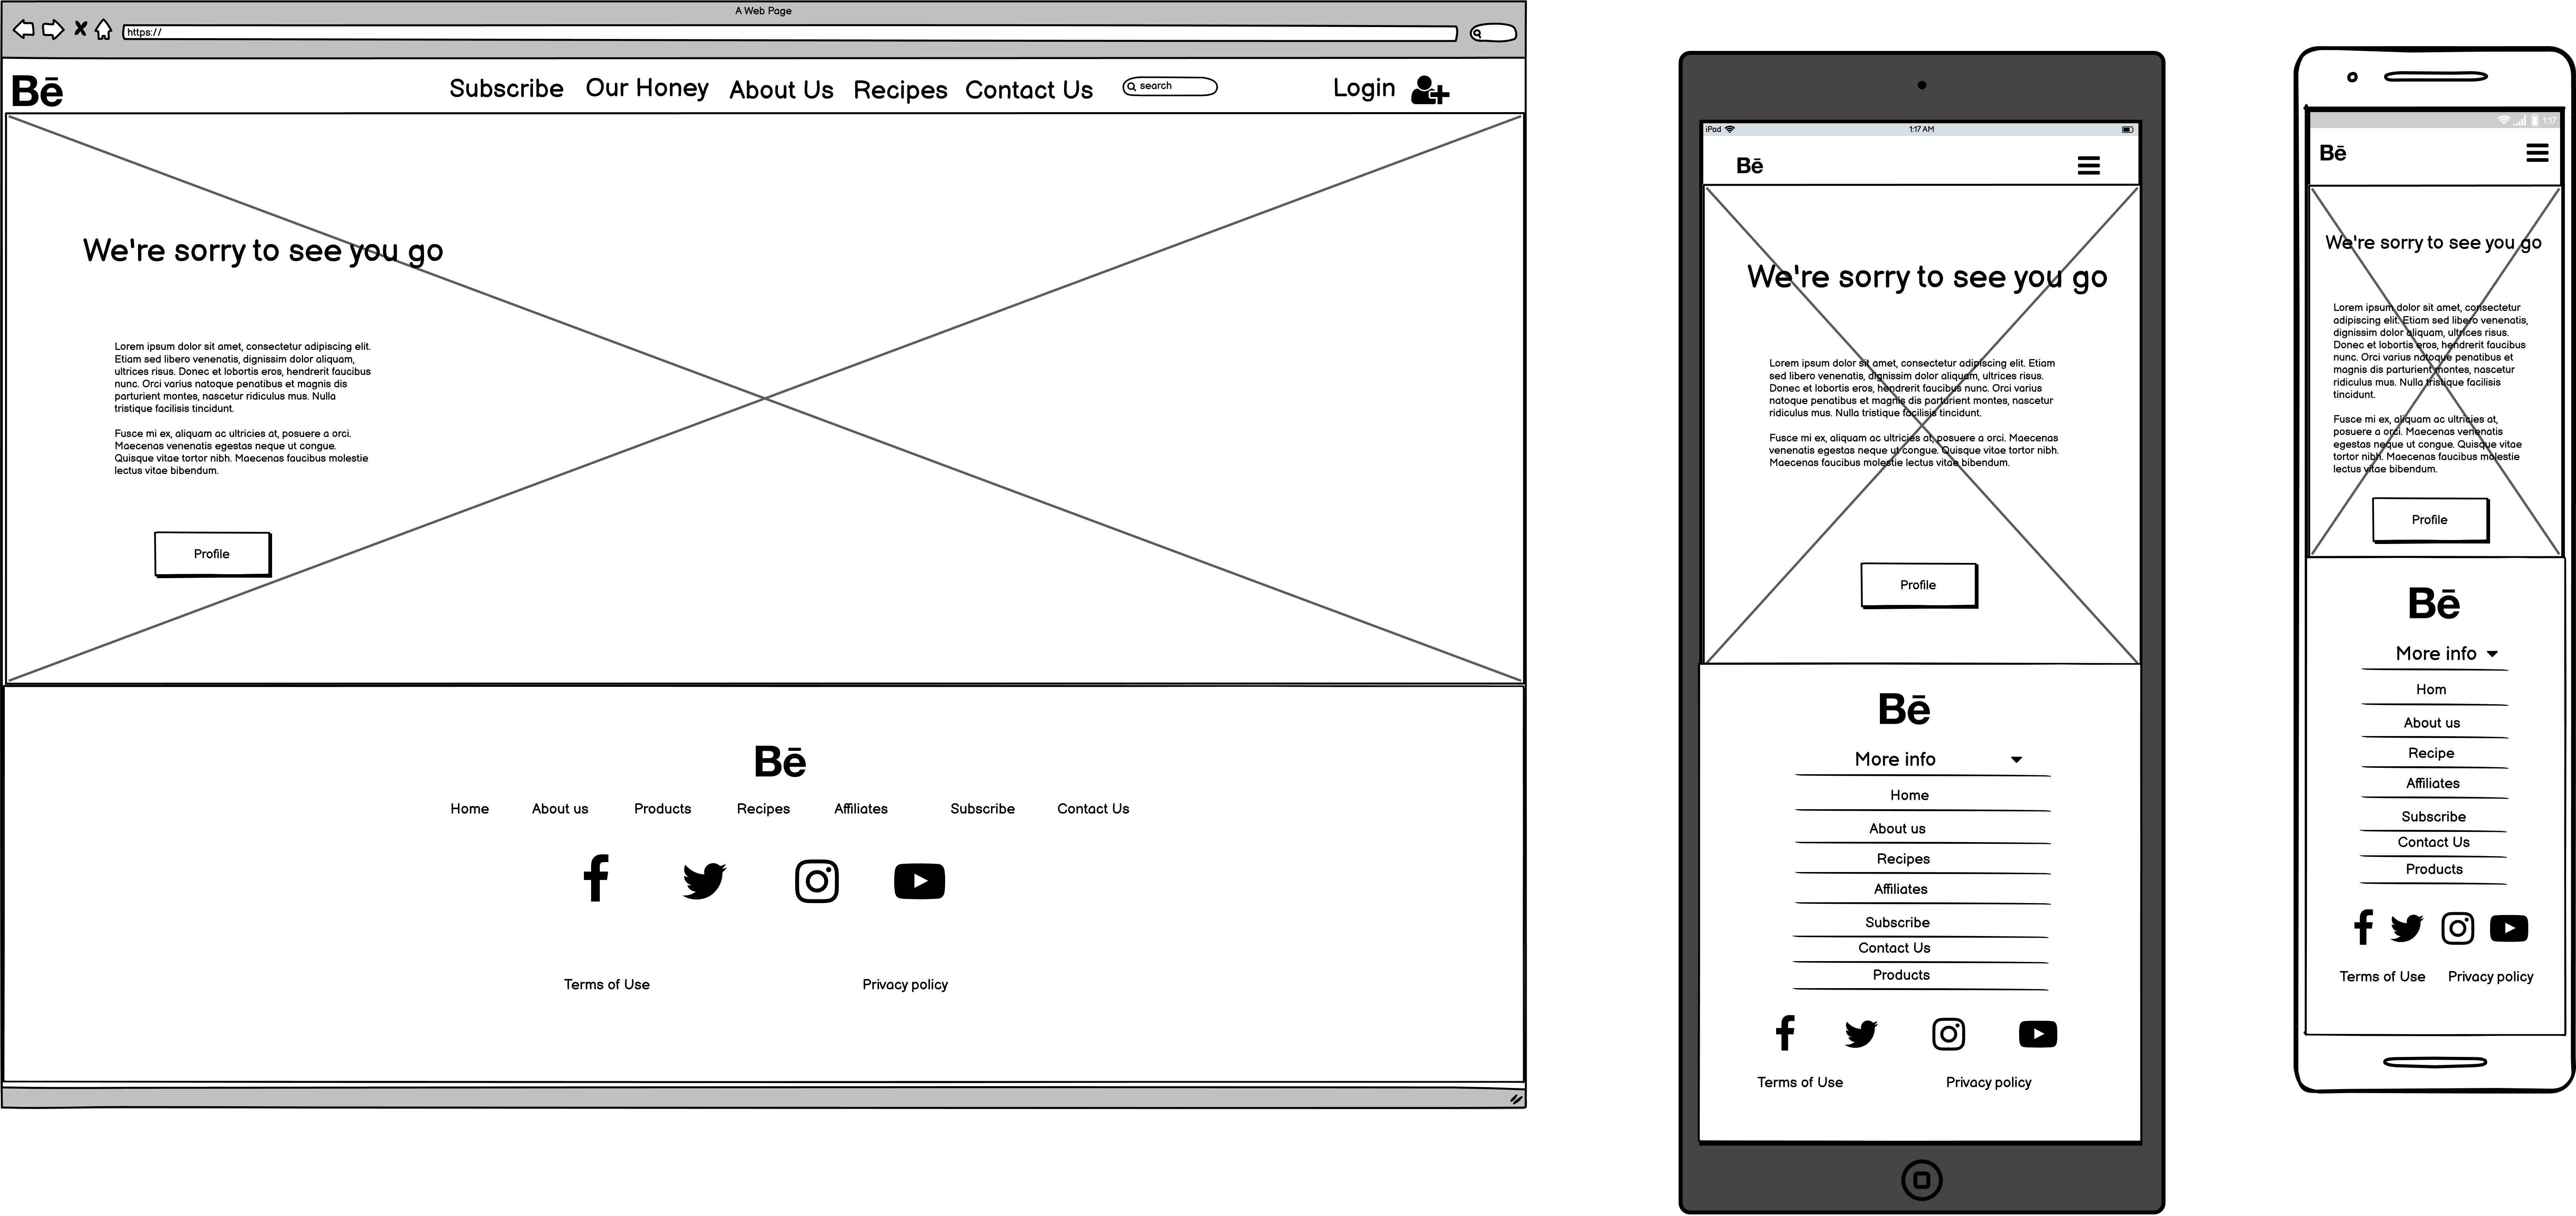 A Web Page
https://
Bē
Subscribe Our Honey About Us Recipes Contact Us search Login
We're sorry to see you go
Lorem ipsum dolor sit amet, consectetur adipiscing elit.
Etiam sed libero venenatis, dignissim dolor aliquam,
ultrices risus. Donec et lobortis eros, hendrerit faucibus
nunc. Orci varius natoque penatibus et magnis dis
parturient montes, nascetur ridiculus mus. Nulla
tristique facilisis tincidunt.
Fusce mi ex, aliquam ac ultricies at, posuere a orci.
Maecenas venenatis egestas neque ut congue.
Quisque vitae tortor nibh. Maecenas faucibus molestie
lectus vitae bibendum.
Profile
Bē
Home About us Products Recipes Affiliates Subscribe Contact Us
Terms of Use Privacy policy
iPad 1:17 AM
Bē
We're sorry to see you go
Lorem ipsum dolor sit amet, consectetur adipiscing elit. Etiam
sed libero venenatis, dignissim dolor aliquam, ultrices risus.
Donec et lobortis eros, hendrerit faucibus nunc. Orci varius
natoque penatibus et magnis dis parturient montes, nascetur
ridiculus mus. Nulla tristique facilisis tincidunt.
Fusce mi ex, aliquam ac ultricies at, posuere a orci. Maecenas
venenatis egestas neque ut congue. Quisque vitae tortor nibh.
Maecenas faucibus molestie lectus vitae bibendum.
Profile
Bē
More info
Home
About us
Recipes
Affiliates
Subscribe
Contact Us
Products
Terms of Use Privacy policy
1:17
Bē
We're sorry to see you go
Lorem ipsum dolor sit amet, consectetur
adipiscing elit. Etiam sed libero venenatis,
dignissim dolor aliquam, ultrices risus.
Donec et lobortis eros, hendrerit faucibus
nunc. Orci varius natoque penatibus et
magnis dis parturient montes, nascetur
ridiculus mus. Nulla tristique facilisis
tincidunt.
Fusce mi ex, aliquam ac ultricies at,
posuere a orci. Maecenas venenatis
egestas neque ut congue. Quisque vitae
tortor nibh. Maecenas faucibus molestie
lectus vitae bibendum.
Profile
Bē
More info
Hom
About us
Recipe
Affiliates
Subscribe
Contact Us
Products
Terms of Use Privacy policy